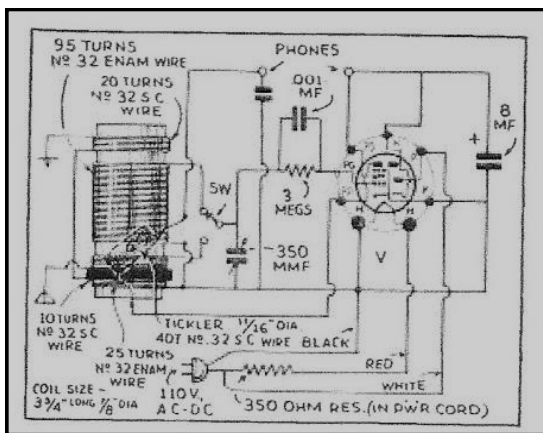 95 TURNS
Nº 32 ENAM WIRE
20 TURNS
Nº 32 S C
WIRE
PHONES
.001
MF
8
MF
+
SW
3
MEGS
350
MMF
V
H
H
10 TURNS
Nº 32 S C
WIRE
25 TURNS
Nº 32 ENAM
WIRE
TICKLER 11/16" DIA
40T No. 32 S C WIRE
BLACK
RED
WHITE
COIL SIZE -
3 3/4" LONG 7/8" DIA
110 V.
AC-DC
350 OHM RES. (IN PWR CORD)